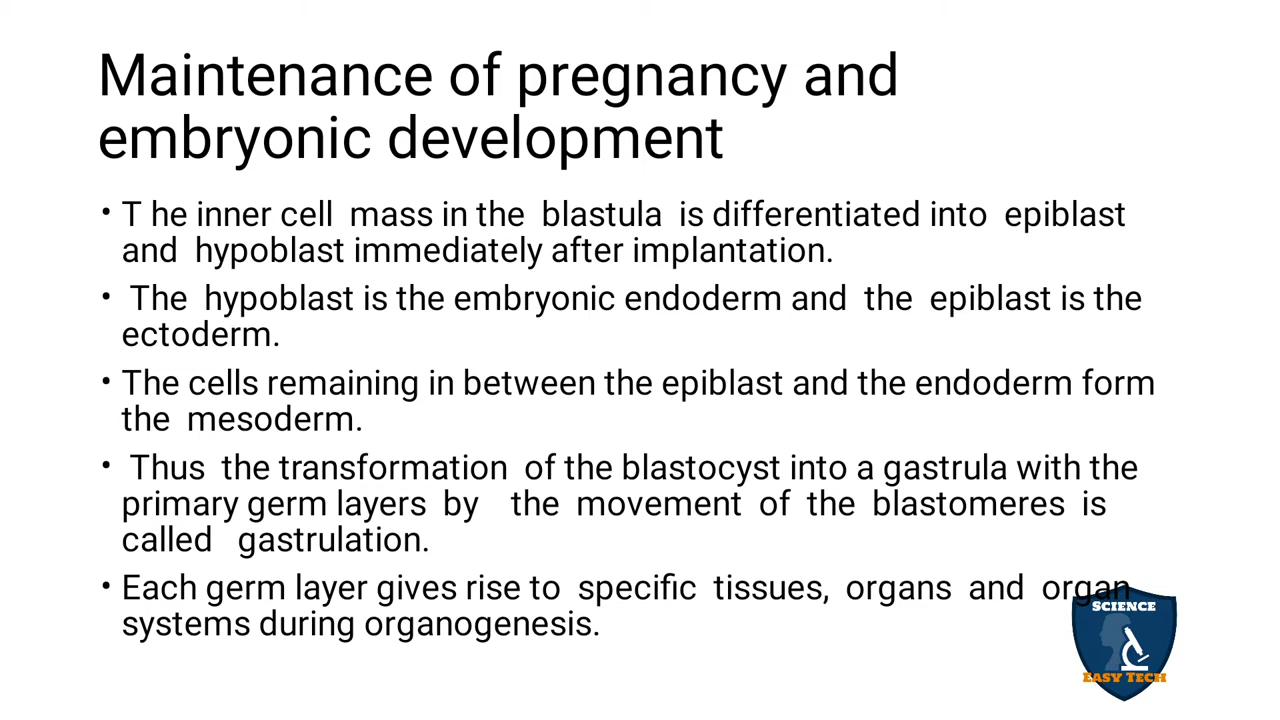 Maintenance of pregnancy and
embryonic development
• T he inner cell  mass in the  blastula  is differentiated into  epiblast
and  hypoblast immediately after implantation.
•  The  hypoblast is the embryonic endoderm and  the  epiblast is the
ectoderm.
• The cells remaining in between the epiblast and the endoderm form
the  mesoderm.
•  Thus  the transformation  of the blastocyst into a gastrula with the
primary germ layers  by   the  movement  of  the  blastomeres  is
called   gastrulation.
• Each germ layer gives rise to  specific  tissues,  organs  and  organ
systems during organogenesis.
SCIENCE
EASY TECH